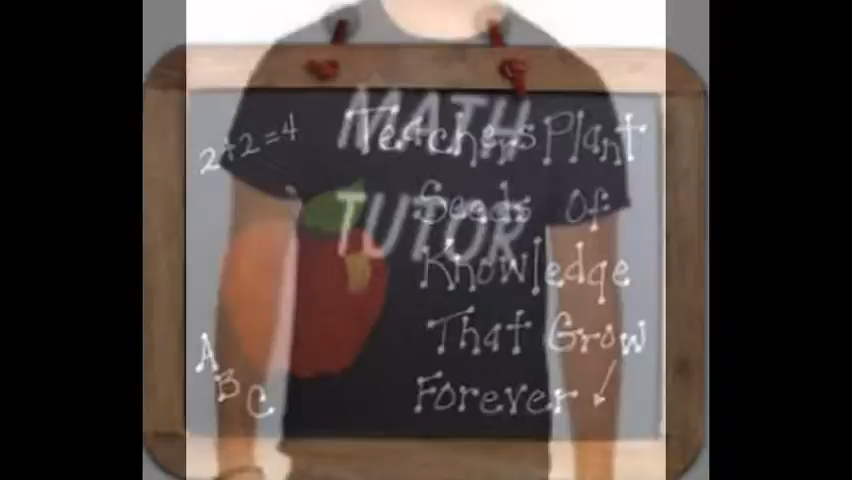 MATH
TUTOR
2+2=4
Teachers Plant
Seeds Of
Knowledge
That Grow
Forever
A
B
C